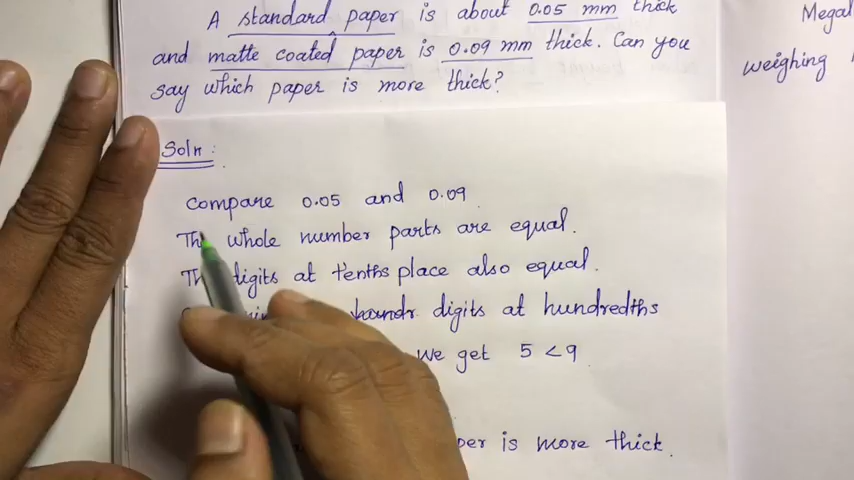 A standard paper is about 0.05 mm thick
and matte coated paper is 0.09 mm thick. Can you
say which paper is more thick?
Megal
weighing
Soln:
Compare 0.05 and 0.09
The whole number parts are equal.
The digits at tenths place also equal.
digits at hundredths
we get 5 < 9
is more thick.